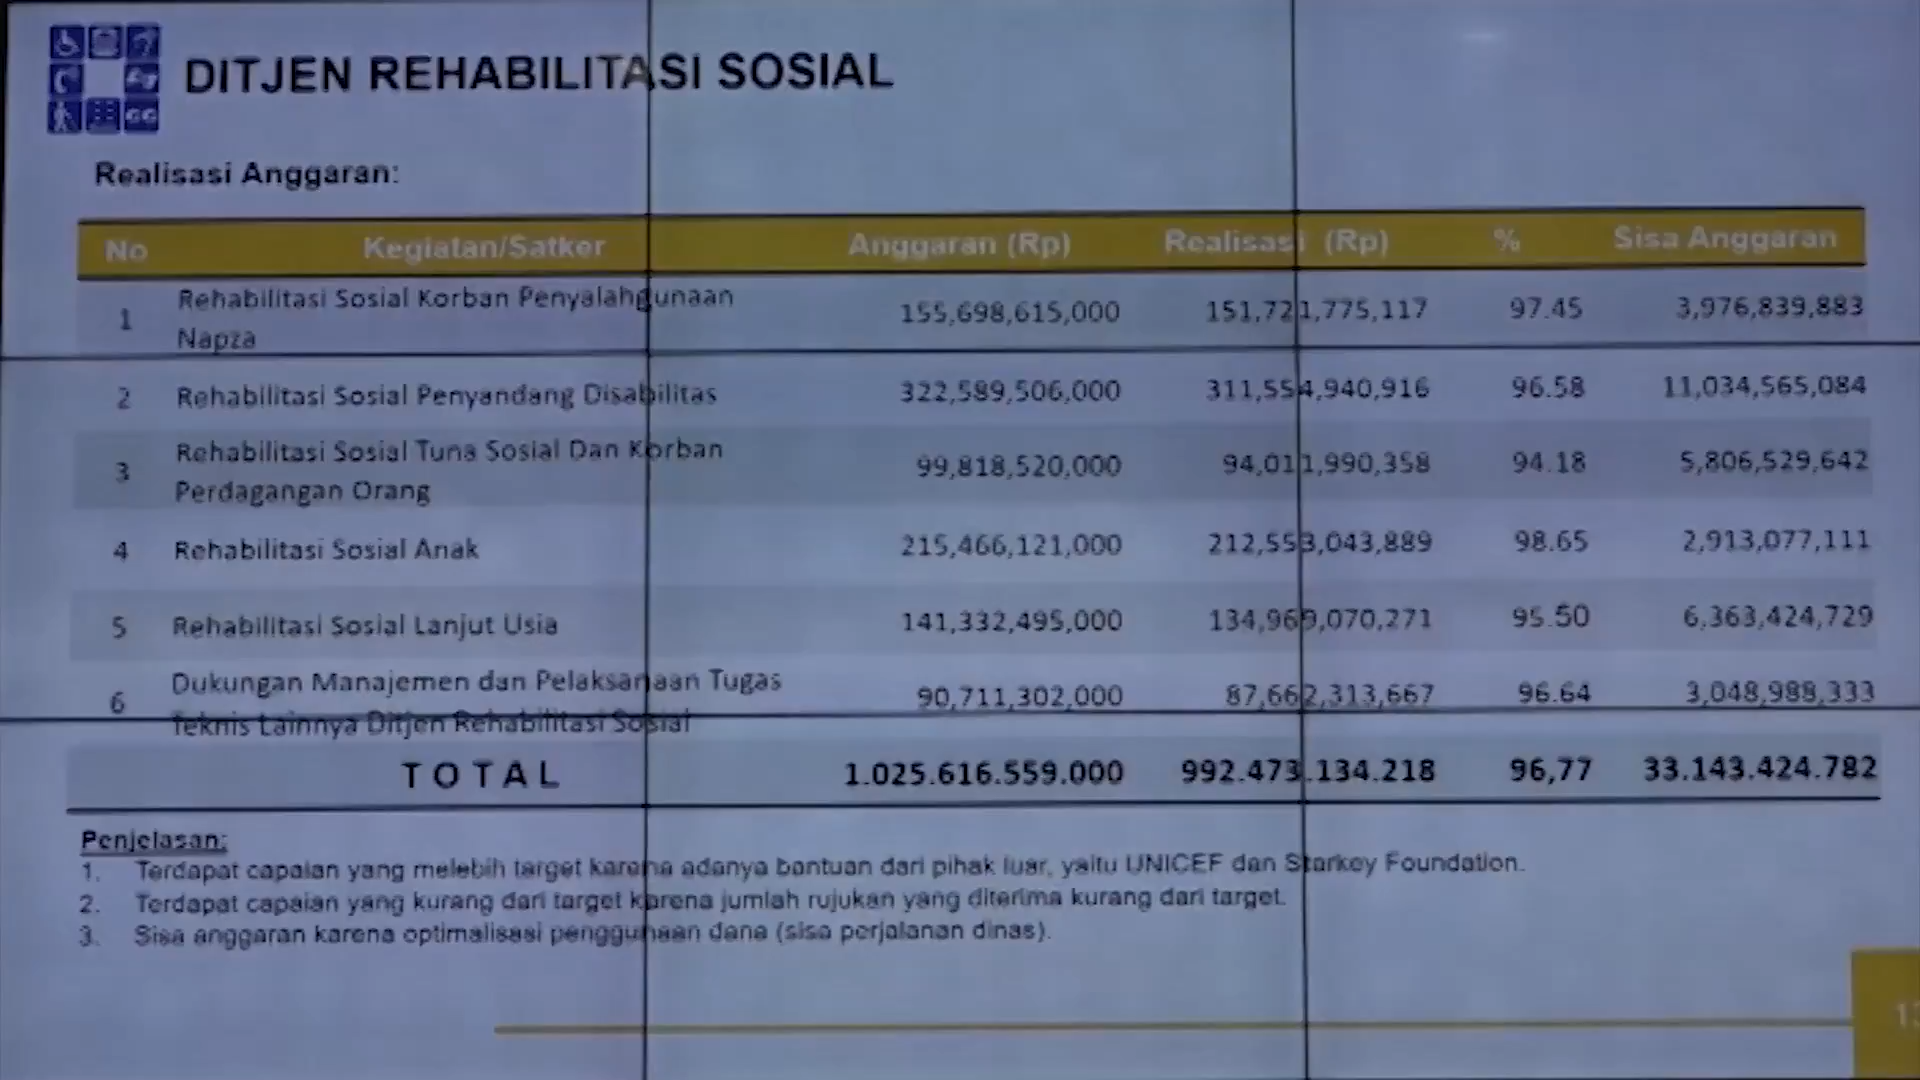 DITJEN REHABILITASI SOSIAL
Realisasi Anggaran:
No Kegiatan/Satker Anggaran (Rp) Realisasi (Rp) % Sisa Anggaran
1 Rehabilitasi Sosial Korban Penyalahgunaan Napza 155,698,615,000 151,721,775,117 97.45 3,976,839,883
2 Rehabilitasi Sosial Penyandang Disabilitas 322,589,506,000 311,554,940,916 96.58 11,034,565,084
3 Rehabilitasi Sosial Tuna Sosial Dan Korban Perdagangan Orang 99,818,520,000 94,011,990,358 94.18 5,806,529,642
4 Rehabilitasi Sosial Anak 215,466,121,000 212,553,043,889 98.65 2,913,077,111
5 Rehabilitasi Sosial Lanjut Usia 141,332,495,000 134,969,070,271 95.50 6,363,424,729
6 Dukungan Manajemen dan Pelaksanaan Tugas Teknis Lainnya Ditjen Rehabilitasi Sosial 90,711,302,000 87,662,313,667 96.64 3,048,988,333
TOTAL 1.025.616.559.000 992.473.134.218 96,77 33.143.424.782
Penjelasan:
1. Terdapat capaian yang melebih target karena adanya bantuan dari pihak luar, yaitu UNICEF dan Starkey Foundation.
2. Terdapat capaian yang kurang dari target karena jumlah rujukan yang diterima kurang dari target.
3. Sisa anggaran karena optimalisasi penggunaan dana (sisa perjalanan dinas).